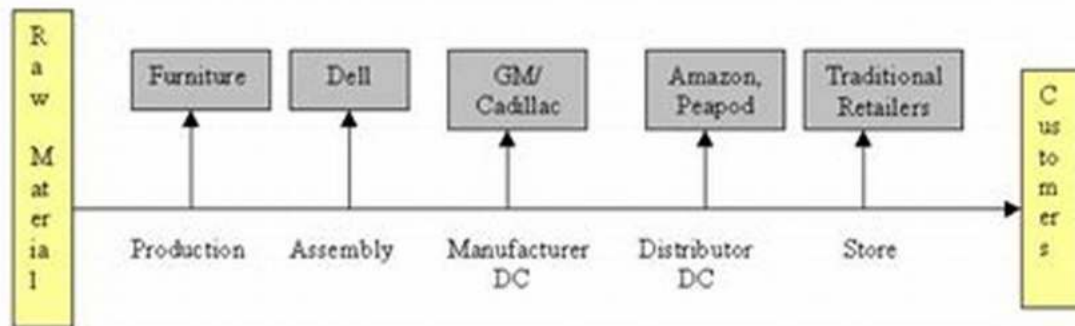 Raw Material
Furniture
Dell
GM/
Cadillac
Amazon,
Peapod
Traditional
Retailers
Customers
Production
Assembly
Manufacturer
DC
Distributor
DC
Store